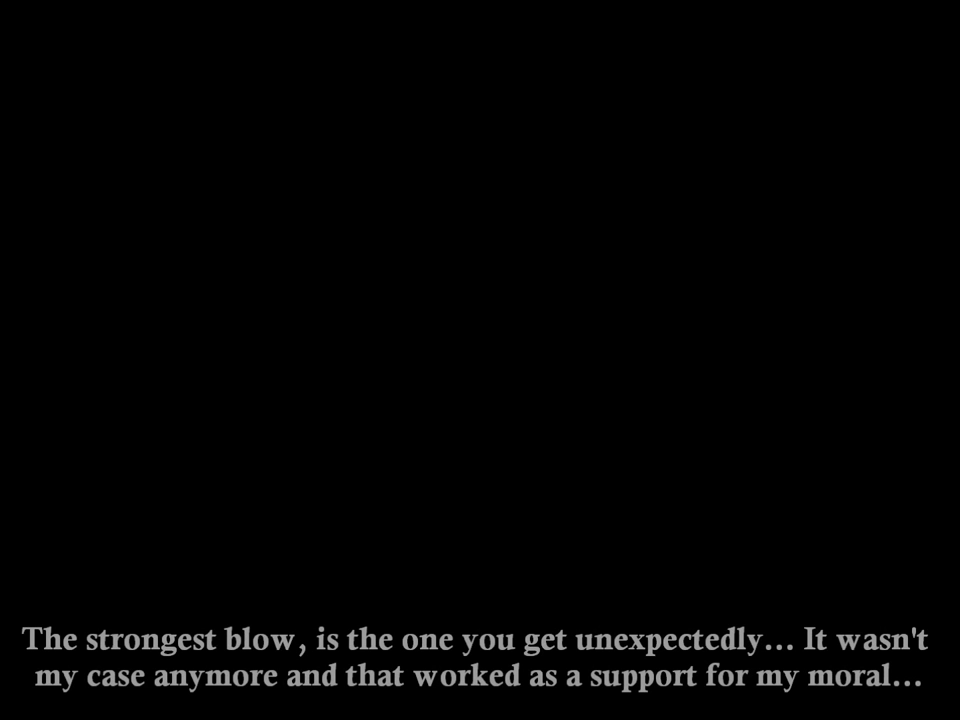 The strongest blow, is the one you get unexpectedly... It wasn't
my case anymore and that worked as a support for my moral...